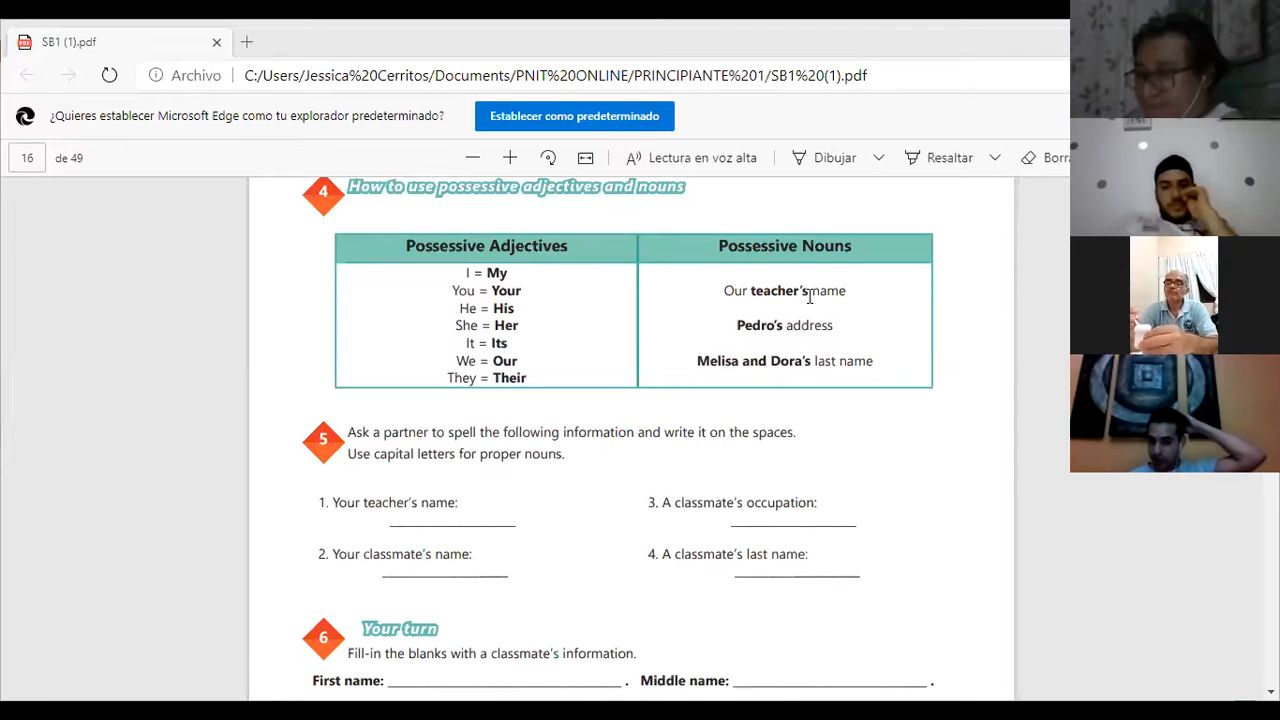 SB1 (1).pdf
Archivo
C:/Users/Jessica%20Cerritos/Documents/PNIT%20ONLINE/PRINCIPIANTE%201/SB1%20(1).pdf
¿Quieres establecer Microsoft Edge como tu explorador predeterminado?
Establecer como predeterminado
16 de 49
Lectura en voz alta
Dibujar
Resaltar
Borra
4 How to use possessive adjectives and nouns
Possessive Adjectives
I = My
You = Your
He = His
She = Her
It = Its
We = Our
They = Their
Possessive Nouns
Our teacher's name
Pedro's address
Melisa and Dora's last name
5 Ask a partner to spell the following information and write it on the spaces.
Use capital letters for proper nouns.
1. Your teacher's name:
2. Your classmate's name:
3. A classmate's occupation:
4. A classmate's last name:
6 Your turn
Fill-in the blanks with a classmate's information.
First name: ______ . Middle name: ______ .